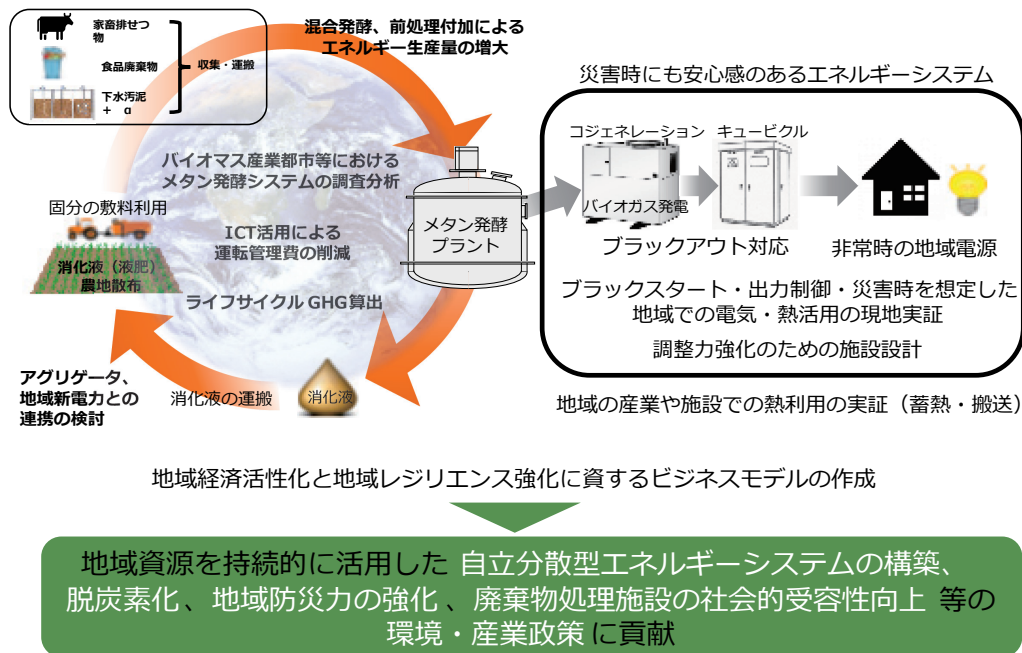 家畜排せつ
物
食品廃棄物
収集・運搬
下水汚泥
＋ α
混合発酵、前処理付加による
エネルギー生産量の増大
バイオマス産業都市等における
メタン発酵システムの調査分析
ICT活用による
運転管理費の削減
ライフサイクル GHG算出
固分の敷料利用
消化液（液肥）
農地散布
メタン発酵
プラント
アグリゲータ、
地域新電力との
連携の検討
消化液の運搬
消化液
災害時にも安心感のあるエネルギーシステム
コジェネレーション
キュービクル
バイオガス発電
ブラックアウト対応
非常時の地域電源
ブラックスタート・出力制御・災害時を想定した
地域での電気・熱活用の現地実証
調整力強化のための施設設計
地域の産業や施設での熱利用の実証（蓄熱・搬送）
地域経済活性化と地域レジリエンス強化に資するビジネスモデルの作成
地域資源を持続的に活用した 自立分散型エネルギーシステムの構築、
脱炭素化 、地域防災力の強化 、廃棄物処理施設の社会的受容性向上 等の
環境・産業政策 に貢献